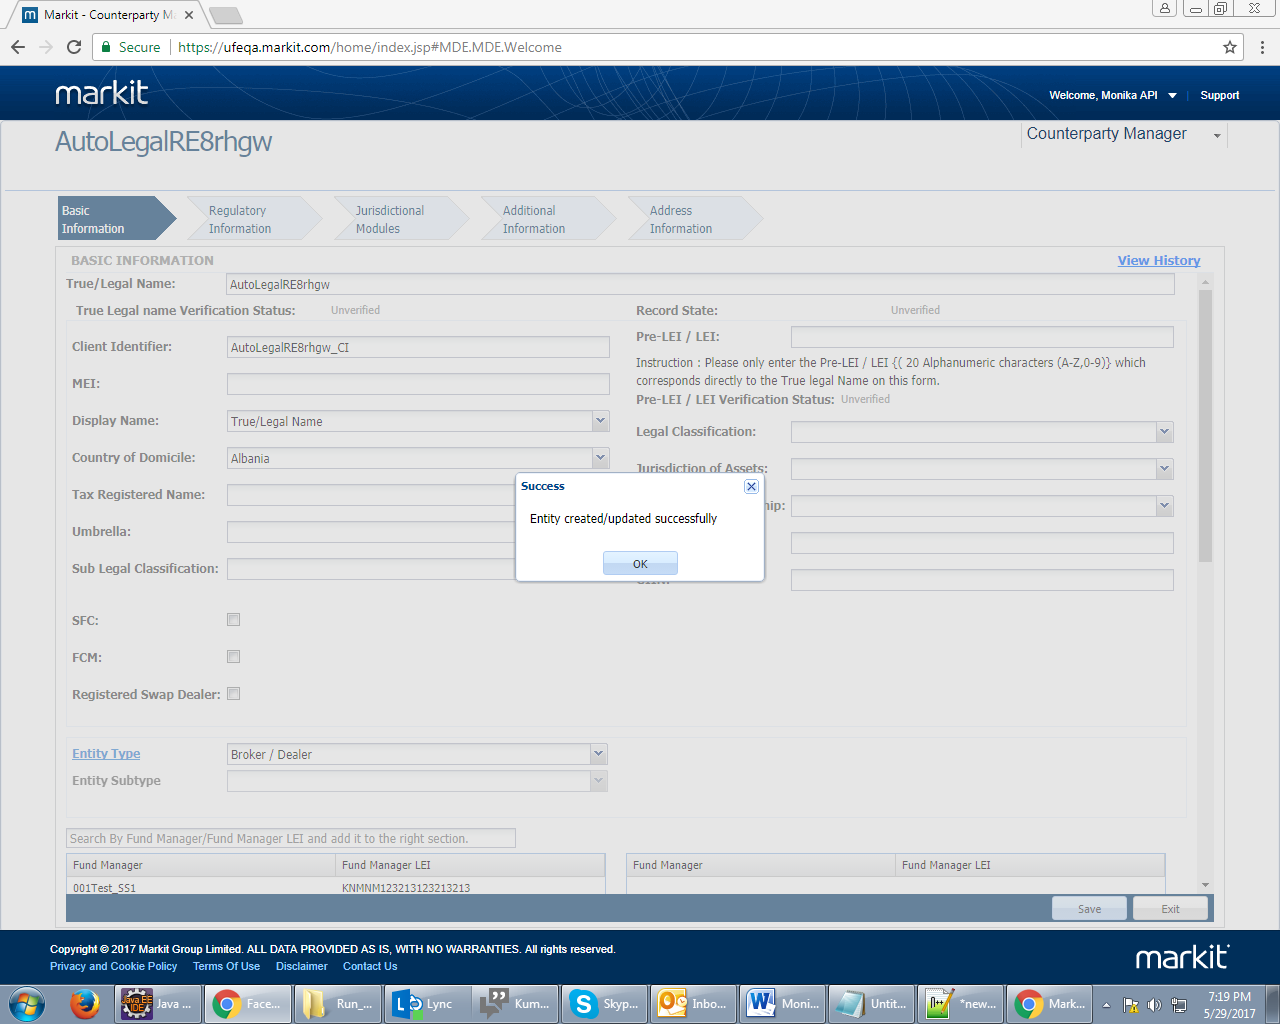 Markit - Counterparty M
Secure
https://ufeqa.markit.com/home/index.jsp#MDE.MDE.Welcome
markit
Welcome, Monika API
Support
AutoLegalRE8rhgw
Counterparty Manager
Basic Information
Regulatory Information
Jurisdictional Modules
Additional Information
Address Information
BASIC INFORMATION
View History
True/Legal Name:
AutoLegalRE8rhgw
True Legal name Verification Status:
Unverified
Record State:
Unverified
Client Identifier:
AutoLegalRE8rhgw_CI
Pre-LEI / LEI:
Instruction : Please only enter the Pre-LEI / LEI {( 20 Alphanumeric characters (A-Z,0-9)} which
corresponds directly to the True legal Name on this form.
MEI:
Pre-LEI / LEI Verification Status:
Unverified
Display Name:
True/Legal Name
Legal Classification:
Country of Domicile:
Albania
Jurisdiction of Assets:
Tax Registered Name:
Umbrella:
Sub Legal Classification:
Success
Entity created/updated successfully
OK
SFC:
FCM:
Registered Swap Dealer:
Entity Type
Broker / Dealer
Entity Subtype
Search By Fund Manager/Fund Manager LEI and add it to the right section.
Fund Manager
Fund Manager LEI
Fund Manager
Fund Manager LEI
001Test_SS1
KNMNM123213123213213
Save
Exit
Copyright © 2017 Markit Group Limited. ALL DATA PROVIDED AS IS, WITH NO WARRANTIES. All rights reserved.
Privacy and Cookie Policy
Terms Of Use
Disclaimer
Contact Us
markit
Java EE IDE
Java ...
Face...
Run_...
Lync
Kum...
Skyp...
Inbo...
Moni...
Untit...
*new...
Mark...
7:19 PM
5/29/2017